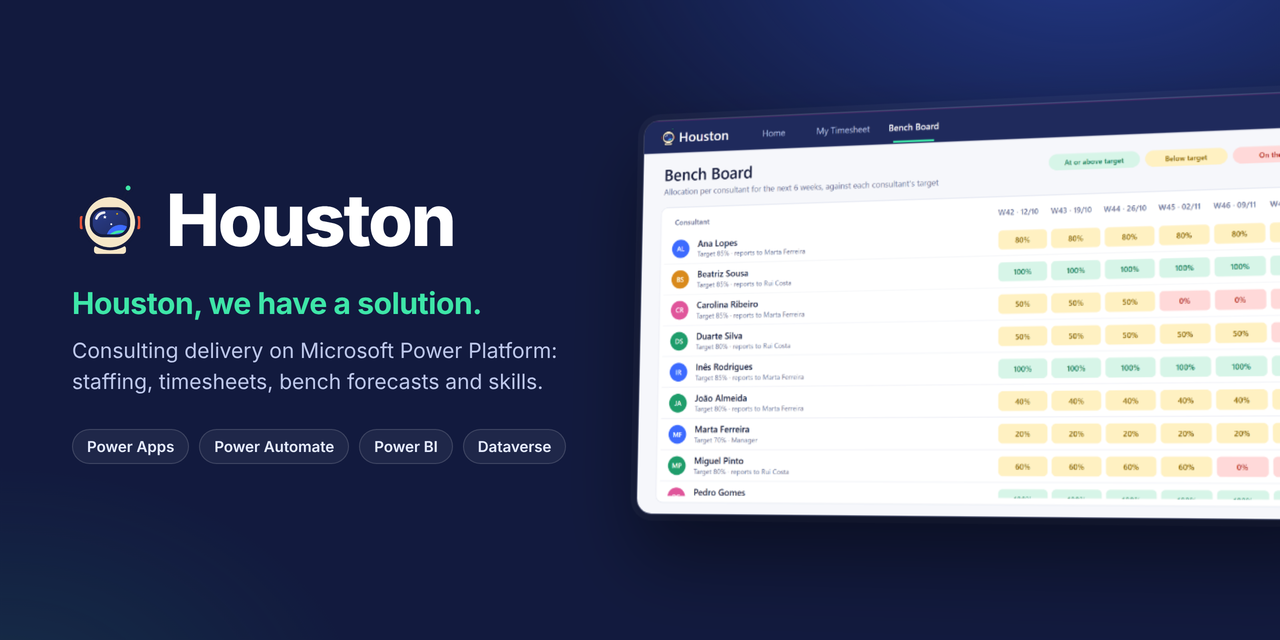 Houston
Houston, we have a solution.
Consulting delivery on Microsoft Power Platform:
staffing, timesheets, bench forecasts and skills.
Power Apps Power Automate Power BI Dataverse
Houston Home My Timesheet Bench Board
Bench Board
Allocation per consultant for the next 6 weeks, against each consultant's target
At or above target Below target On the
Consultant W42 · 12/10 W43 · 19/10 W44 · 26/10 W45 · 02/11 W46 · 09/11
AL Ana Lopes 80% 80% 80% 80% 80%
Target 85% · reports to Marta Ferreira
BS Beatriz Sousa 100% 100% 100% 100% 100%
Target 85% · reports to Rui Costa
CR Carolina Ribeiro 50% 50% 50% 0% 0%
Target 85% · reports to Marta Ferreira
DS Duarte Silva 50% 50% 50% 50% 50%
Target 80% · reports to Rui Costa
IR Inês Rodrigues 100% 100% 100% 100% 100%
Target 85% · reports to Marta Ferreira
JA João Almeida 40% 40% 40% 40% 40%
Target 80% · reports to Marta Ferreira
MF Marta Ferreira 20% 20% 20% 20% 20%
Target 70% · Manager
MP Miguel Pinto 60% 60% 60% 60% 0%
Target 80% · reports to Rui Costa
Pedro Gomes